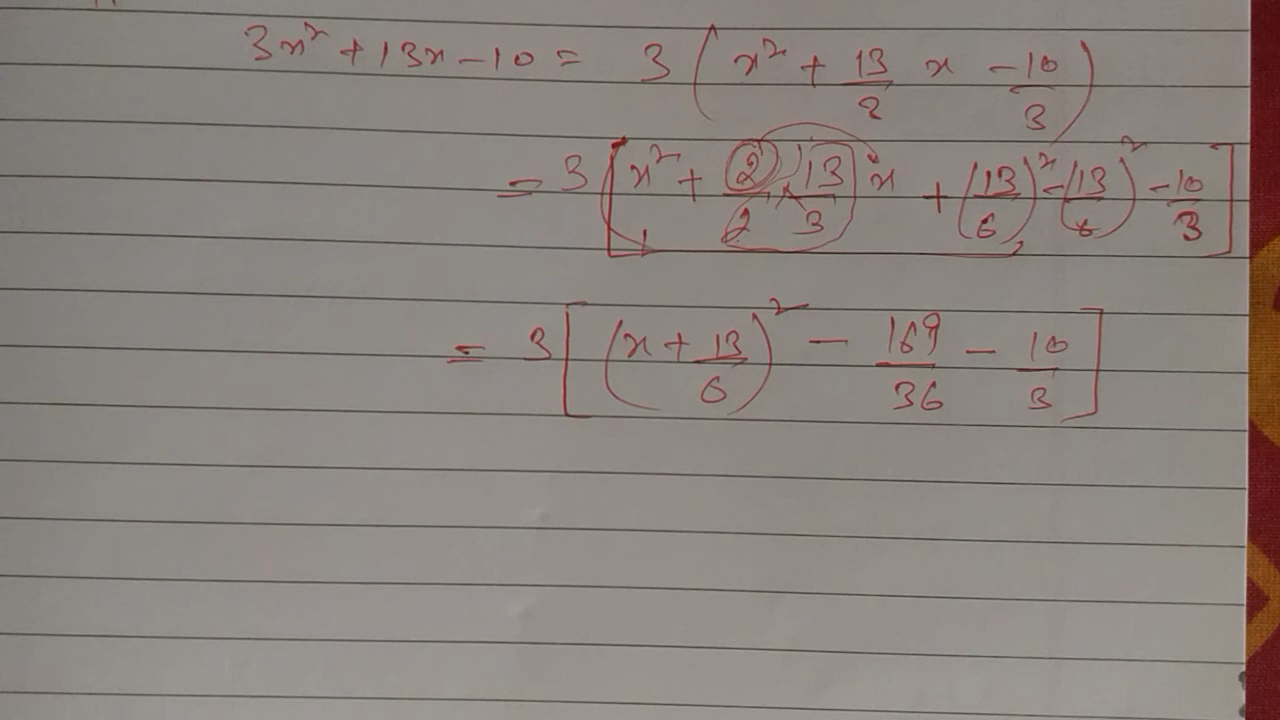 3x² + 13x - 10 = 3 ( x² + 13/2 x - 10/3 )
= 3 [ x² + 2/2 × 13/3 x + (13/6)² - (13/6)² - 10/3 ]
= 3 [ (x + 13/6)² - 169/36 - 10/3 ]